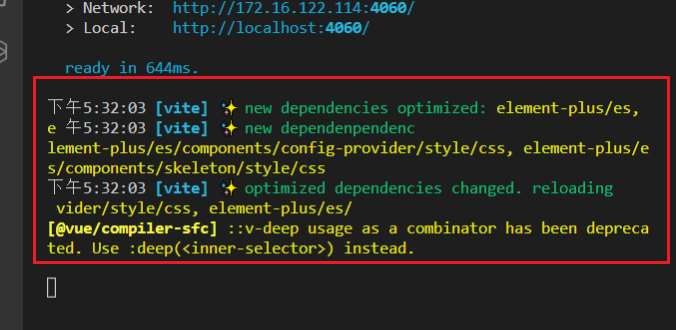 > Network:  http://172.16.122.114:4060/
> Local:    http://localhost:4060/
ready in 644ms.
下午5:32:03 [vite] ✨ new dependencies optimized: element-plus/es,
e 午5:32:03 [vite] ✨ new dependenpendenc
lement-plus/es/components/config-provider/style/css, element-plus/e
s/components/skeleton/style/css
下午5:32:03 [vite] ✨ optimized dependencies changed. reloading
vider/style/css, element-plus/es/
[@vue/compiler-sfc] ::v-deep usage as a combinator has been depreca
ted. Use :deep(<inner-selector>) instead.